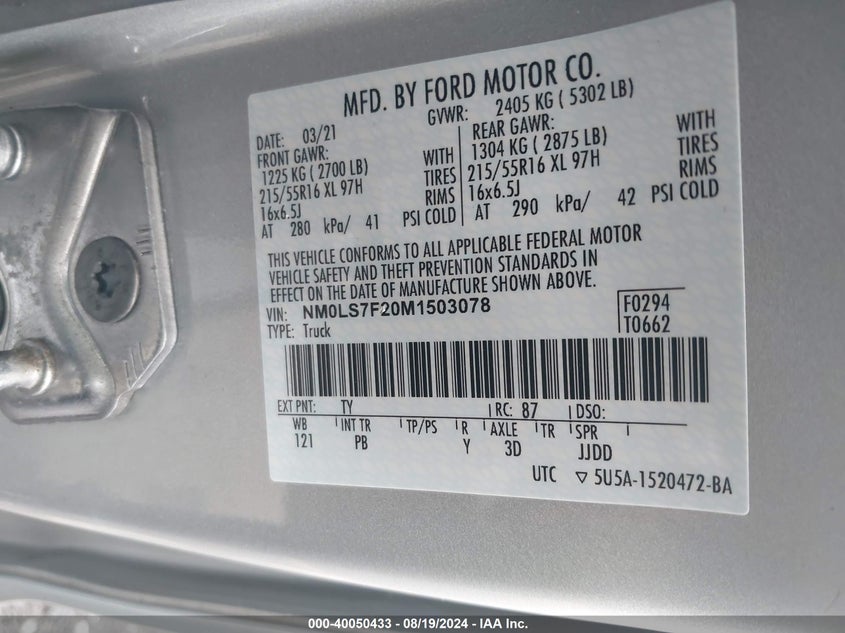 MFD. BY FORD MOTOR CO.
GVWR: 2405 KG ( 5302 LB)
DATE: 03/21
FRONT GAWR:
1225 KG ( 2700 LB) WITH
215/55R16 XL 97H TIRES
16x6.5J RIMS
AT 280 kPa/ 41 PSI COLD
REAR GAWR: WITH
1304 KG ( 2875 LB) TIRES
215/55R16 XL 97H RIMS
16x6.5J
AT 290 kPa/ 42 PSI COLD
THIS VEHICLE CONFORMS TO ALL APPLICABLE FEDERAL MOTOR
VEHICLE SAFETY AND THEFT PREVENTION STANDARDS IN
EFFECT ON THE DATE OF MANUFACTURE SHOWN ABOVE.
VIN: NM0LS7F20M1503078
TYPE: Truck
F0294
T0662
EXT PNT: TY RC: 87 DSO:
WB INT TR TP/PS R AXLE TR SPR
121 PB Y 3D JJDD
UTC ▽ 5U5A-1520472-BA
000-40050433 - 08/19/2024 - IAA Inc.